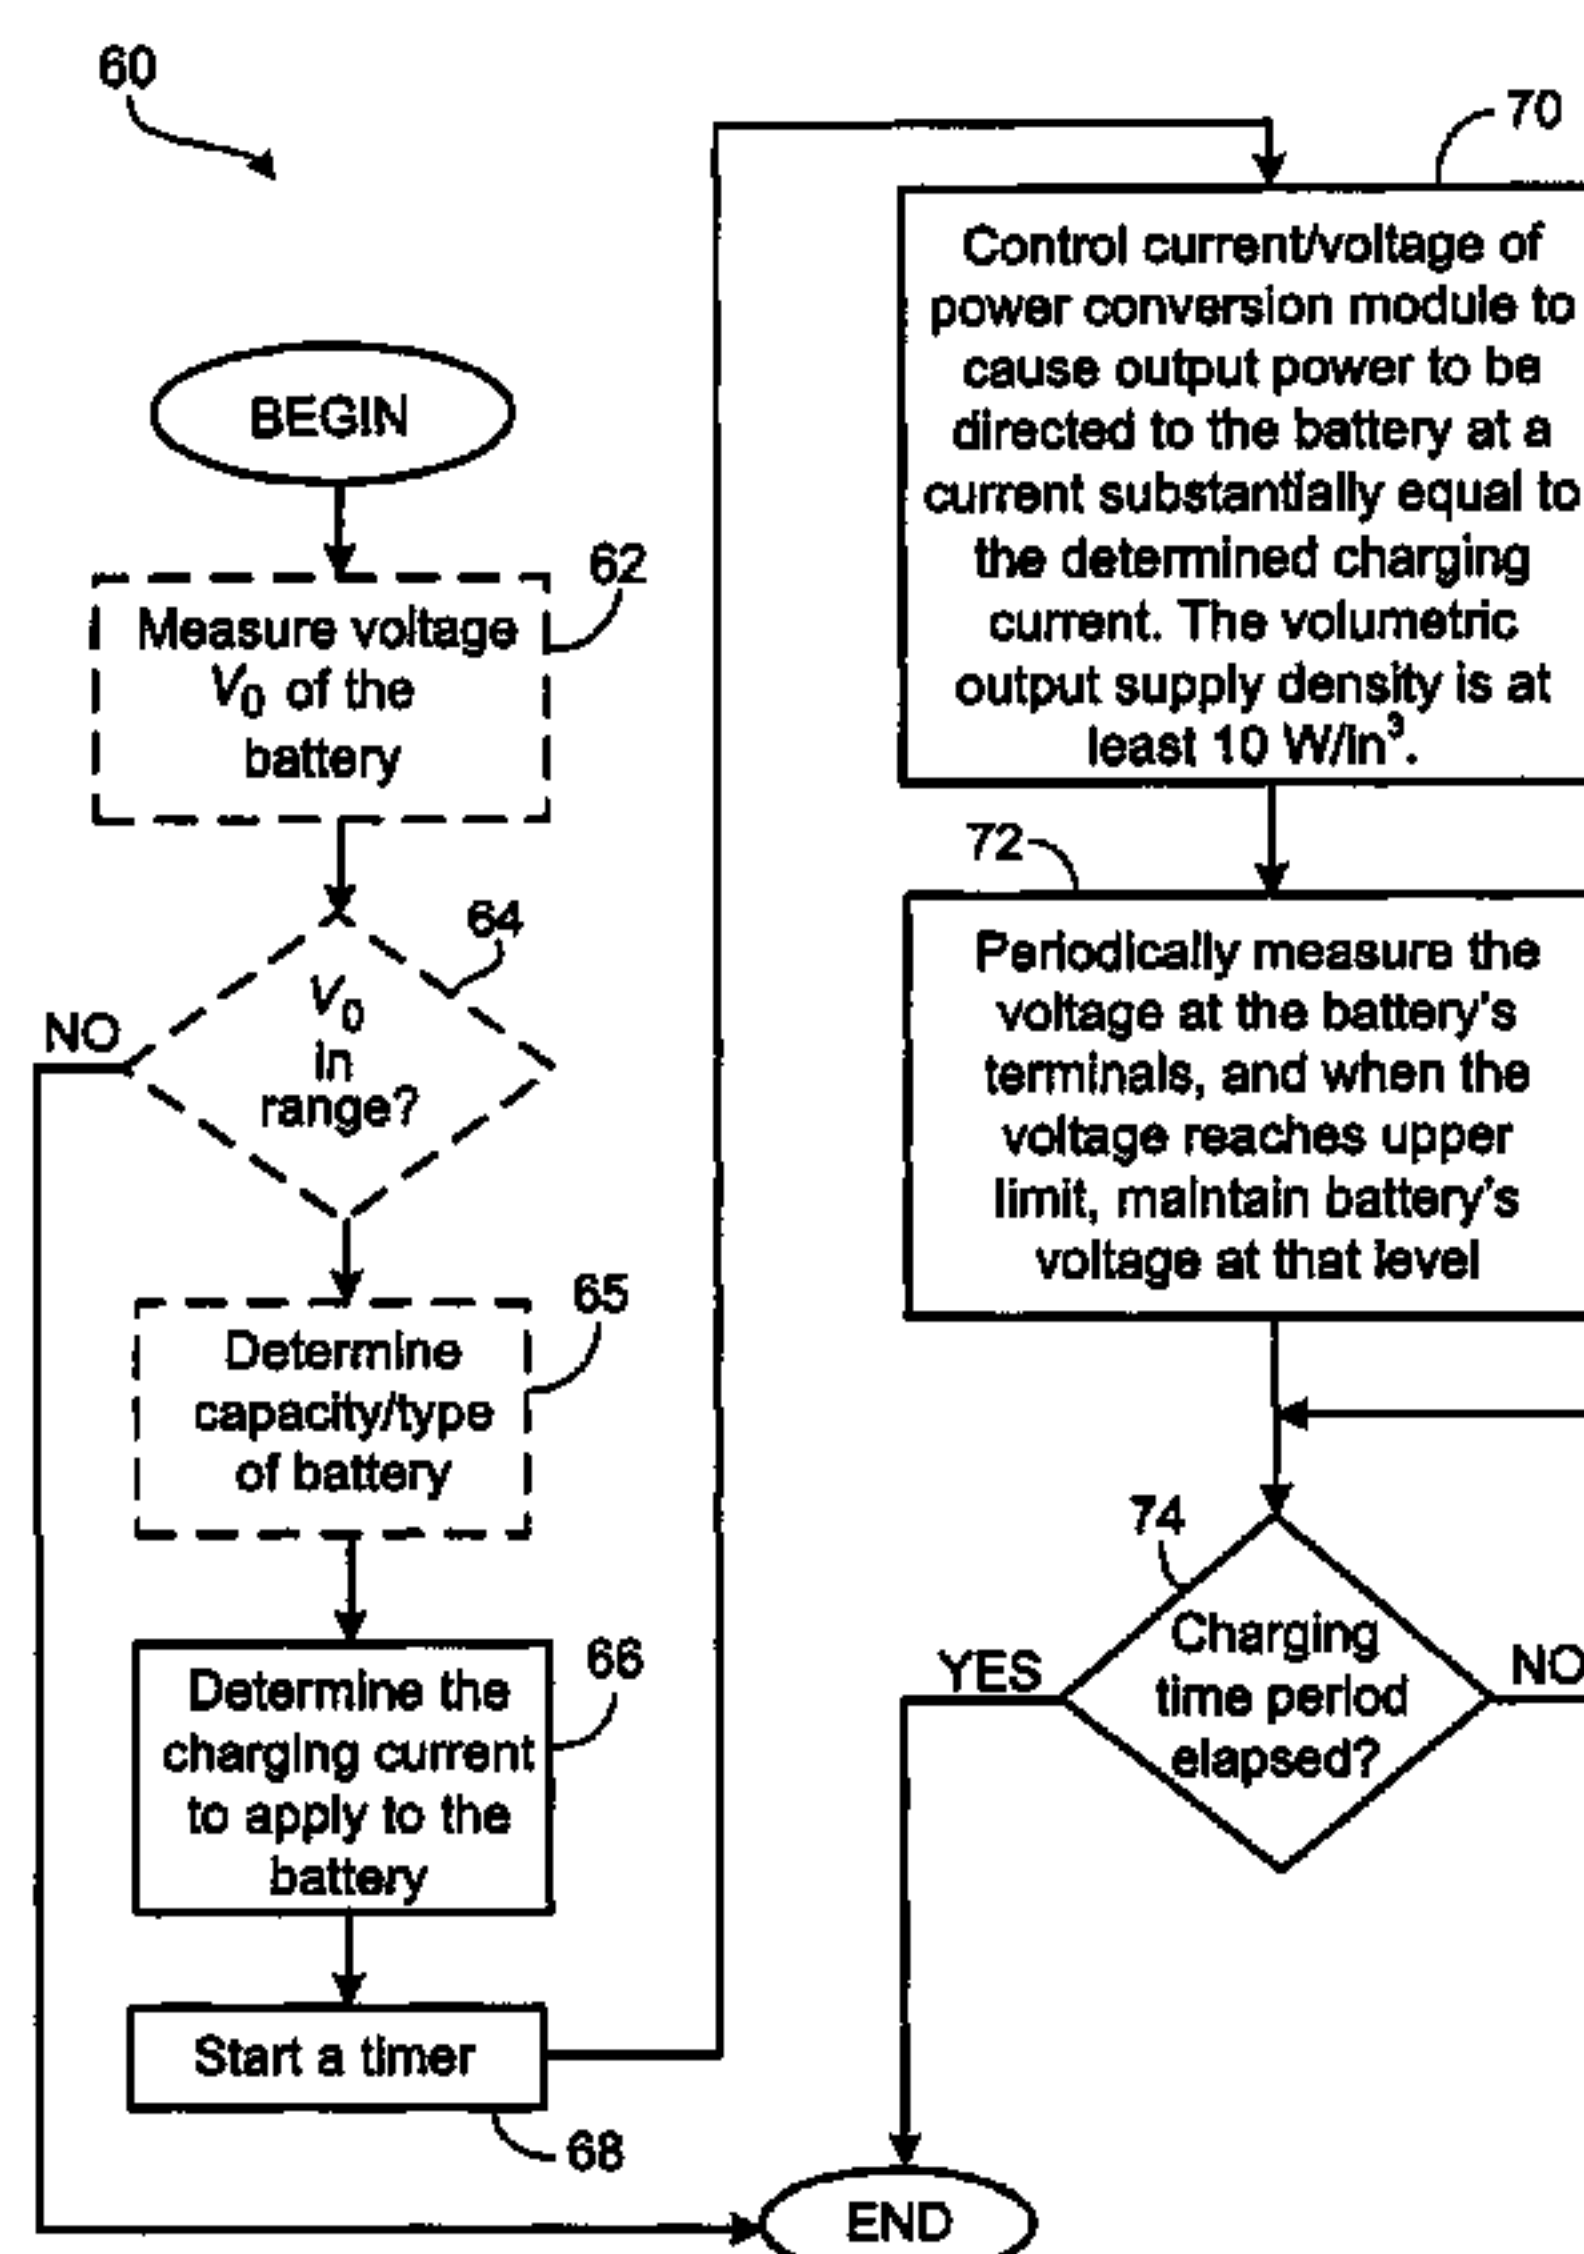 60
BEGIN
62
Measure voltage
V0 of the
battery
64
V0
in
range?
NO
65
Determine
capacity/type
of battery
66
Determine the
charging current
to apply to the
battery
Start a timer
68
70
Control current/voltage of
power conversion module to
cause output power to be
directed to the battery at a
current substantially equal to
the determined charging
current. The volumetric
output supply density is at
least 10 W/in³.
72
Periodically measure the
voltage at the battery's
terminals, and when the
voltage reaches upper
limit, maintain battery's
voltage at that level
74
Charging
time period
elapsed?
YES
NO
END